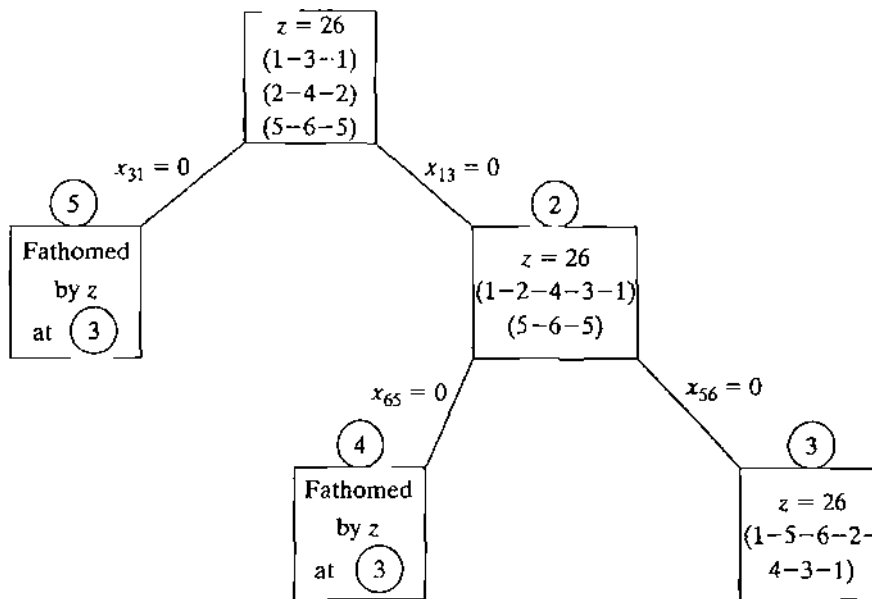 z = 26
(1-3-1)
(2-4-2)
(5-6-5)
x₃₁ = 0
x₁₃ = 0
5
Fathomed
by z
at 3
2
z = 26
(1-2-4-3-1)
(5-6-5)
x₆₅ = 0
x₅₆ = 0
4
Fathomed
by z
at 3
3
z = 26
(1-5-6-2-
4-3-1)